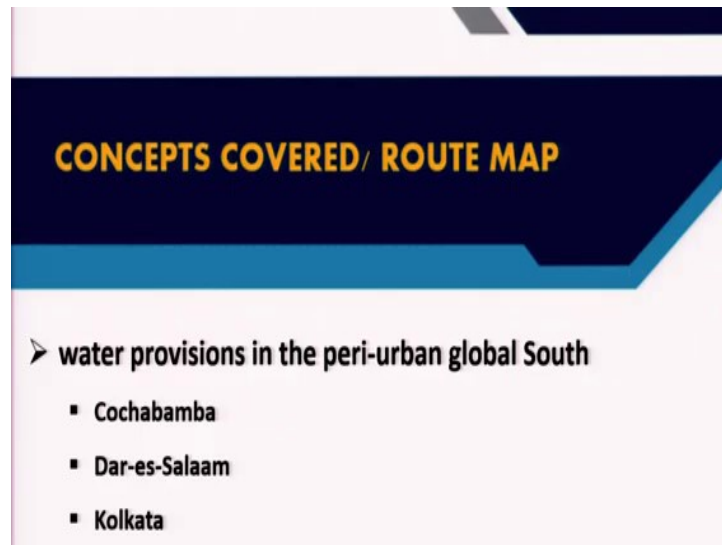 CONCEPTS COVERED/ ROUTE MAP
➤ water provisions in the peri-urban global South
▪ Cochabamba
▪ Dar-es-Salaam
▪ Kolkata